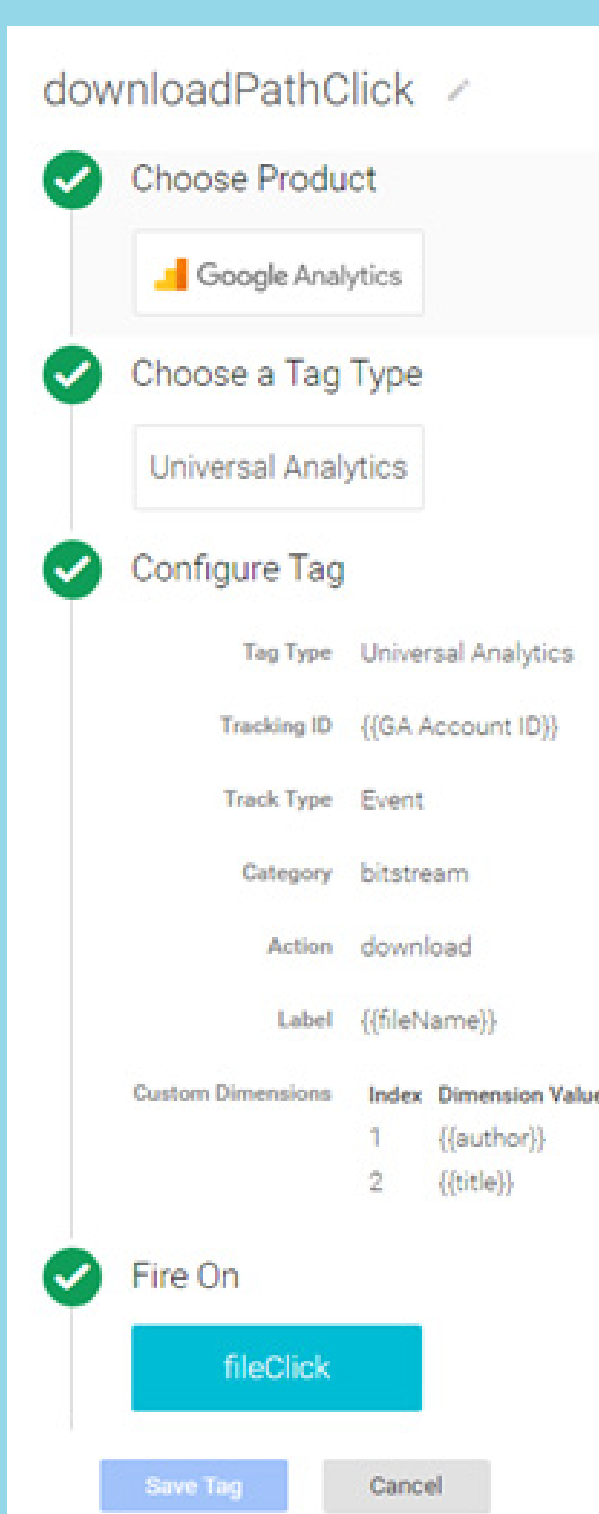 downloadPathClick
Choose Product
Google Analytics
Choose a Tag Type
Universal Analytics
Configure Tag
Tag Type Universal Analytics
Tracking ID {{GA Account ID}}
Track Type Event
Category bitstream
Action download
Label {{fileName}}
Custom Dimensions Index Dimension Value
1 {{author}}
2 {{title}}
Fire On
fileClick
Save Tag Cancel